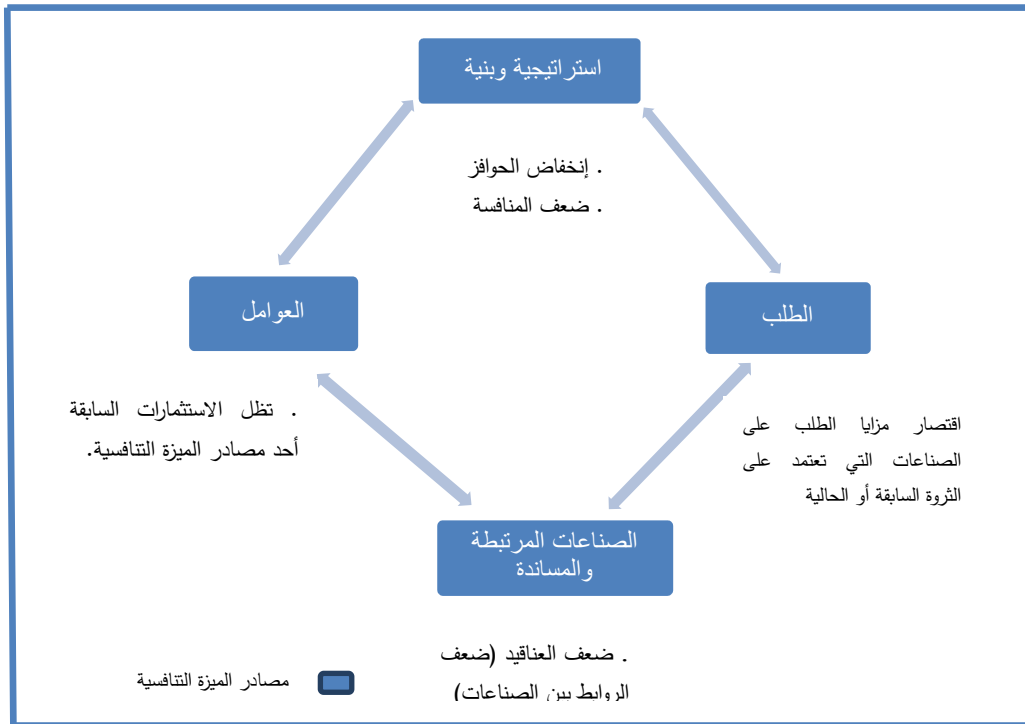 استراتيجية وبنية
. إنخفاض الحوافز
. ضعف المنافسة
الطلب
العوامل
اقتصار مزايا الطلب على
الصناعات التي تعتمد على
الثروة السابقة أو الحالية
. تظل الاستثمارات السابقة
أحد مصادر الميزة التنافسية.
الصناعات المرتبطة
والمساندة
. ضعف العناقيد (ضعف
الروابط بين الصناعات)
مصادر الميزة التنافسية